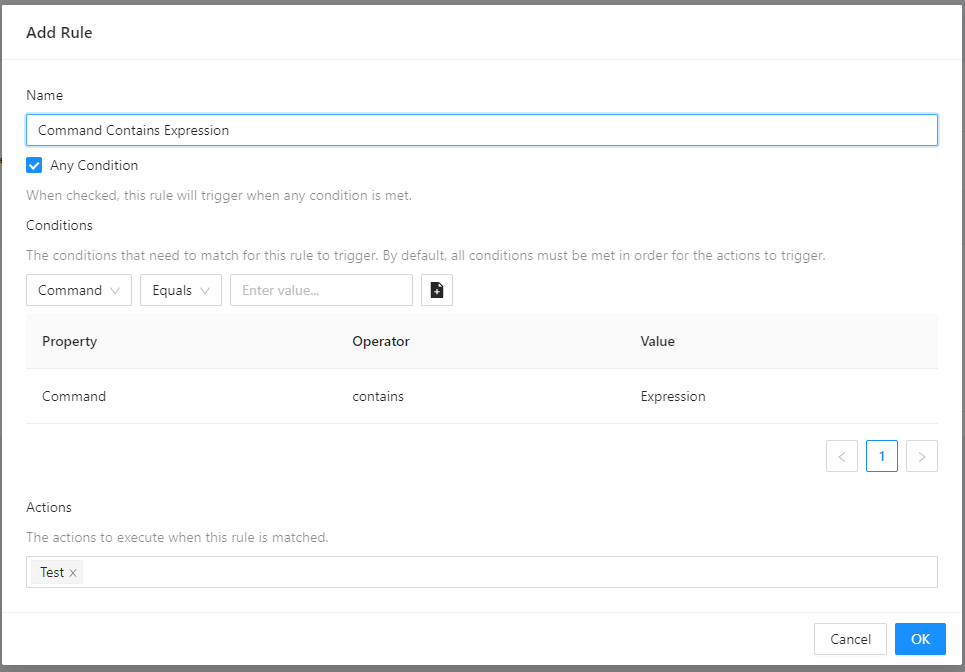 Add Rule
Name
Command Contains Expression
Any Condition
When checked, this rule will trigger when any condition is met.
Conditions
The conditions that need to match for this rule to trigger. By default, all conditions must be met in order for the actions to trigger.
Command Equals Enter value...
Property Operator Value
Command contains Expression
< 1 >
Actions
The actions to execute when this rule is matched.
Test ×
Cancel OK